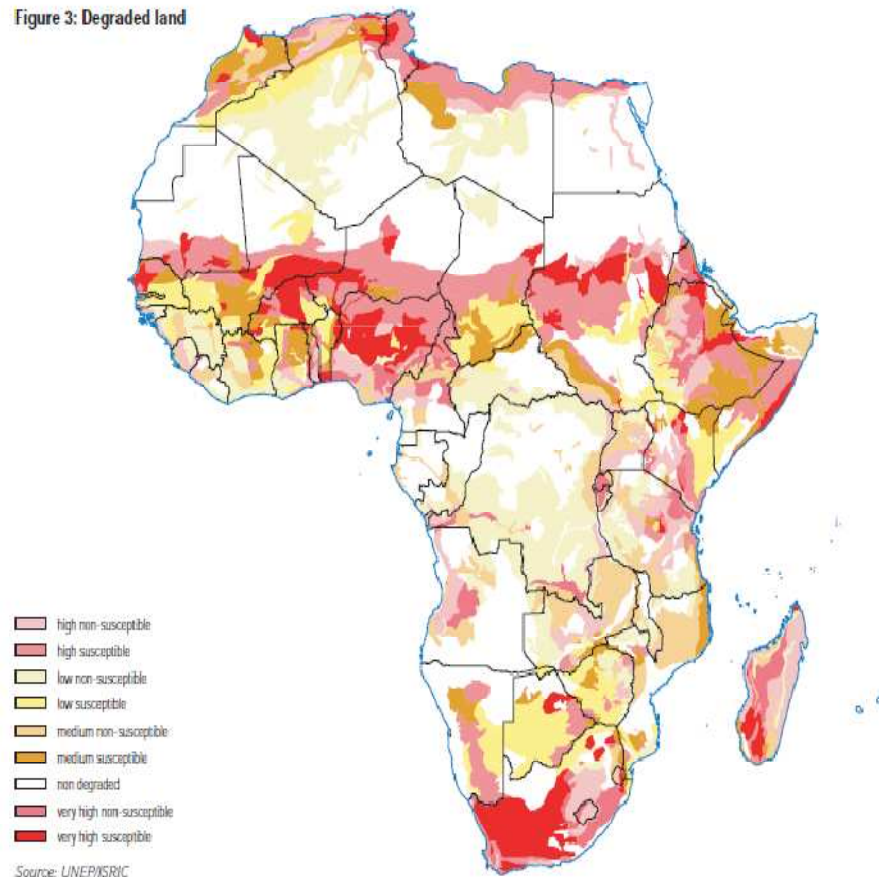 Figure 3: Degraded land
high non-susceptible
high susceptible
low non-susceptible
low susceptible
medium non-susceptible
medium susceptible
non degraded
very high non-susceptible
very high susceptible
Source: UNEP/ISRIC